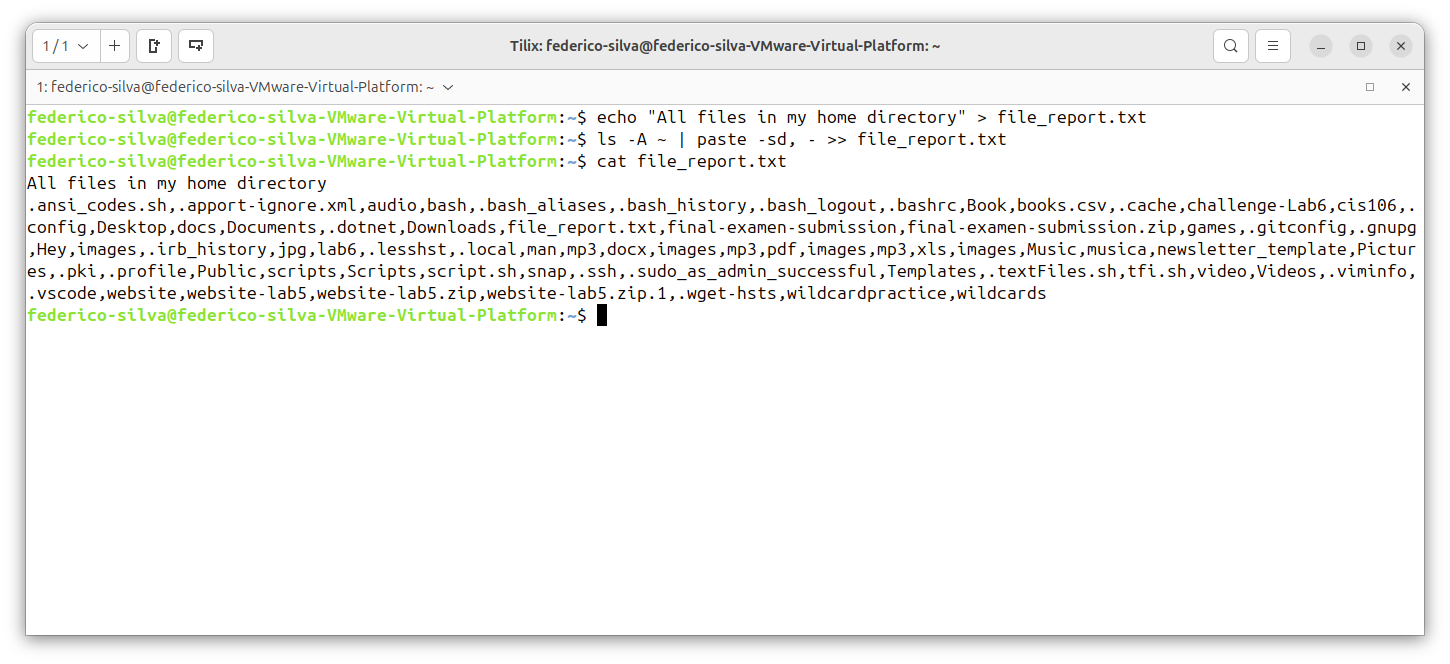 1 / 1
Tilix: federico-silva@federico-silva-VMware-Virtual-Platform: ~
1: federico-silva@federico-silva-VMware-Virtual-Platform: ~
federico-silva@federico-silva-VMware-Virtual-Platform:~$ echo "All files in my home directory" > file_report.txt
federico-silva@federico-silva-VMware-Virtual-Platform:~$ ls -A ~ | paste -sd, - >> file_report.txt
federico-silva@federico-silva-VMware-Virtual-Platform:~$ cat file_report.txt
All files in my home directory
.ansi_codes.sh,.apport-ignore.xml,audio,bash,.bash_aliases,.bash_history,.bash_logout,.bashrc,Book,books.csv,.cache,challenge-Lab6,cis106,.
config,Desktop,docs,Documents,.dotnet,Downloads,file_report.txt,final-examen-submission,final-examen-submission.zip,games,.gitconfig,.gnupg
,Hey,images,.irb_history,jpg,lab6,.lesshst,.local,man,mp3,docx,images,mp3,pdf,images,mp3,xls,images,Music,musica,newsletter_template,Pictur
es,.pki,.profile,Public,scripts,Scripts,script.sh,snap,.ssh,.sudo_as_admin_successful,Templates,.textFiles.sh,tfi.sh,video,Videos,.viminfo,
.vscode,website,website-lab5,website-lab5.zip,website-lab5.zip.1,.wget-hsts,wildcardpractice,wildcards
federico-silva@federico-silva-VMware-Virtual-Platform:~$